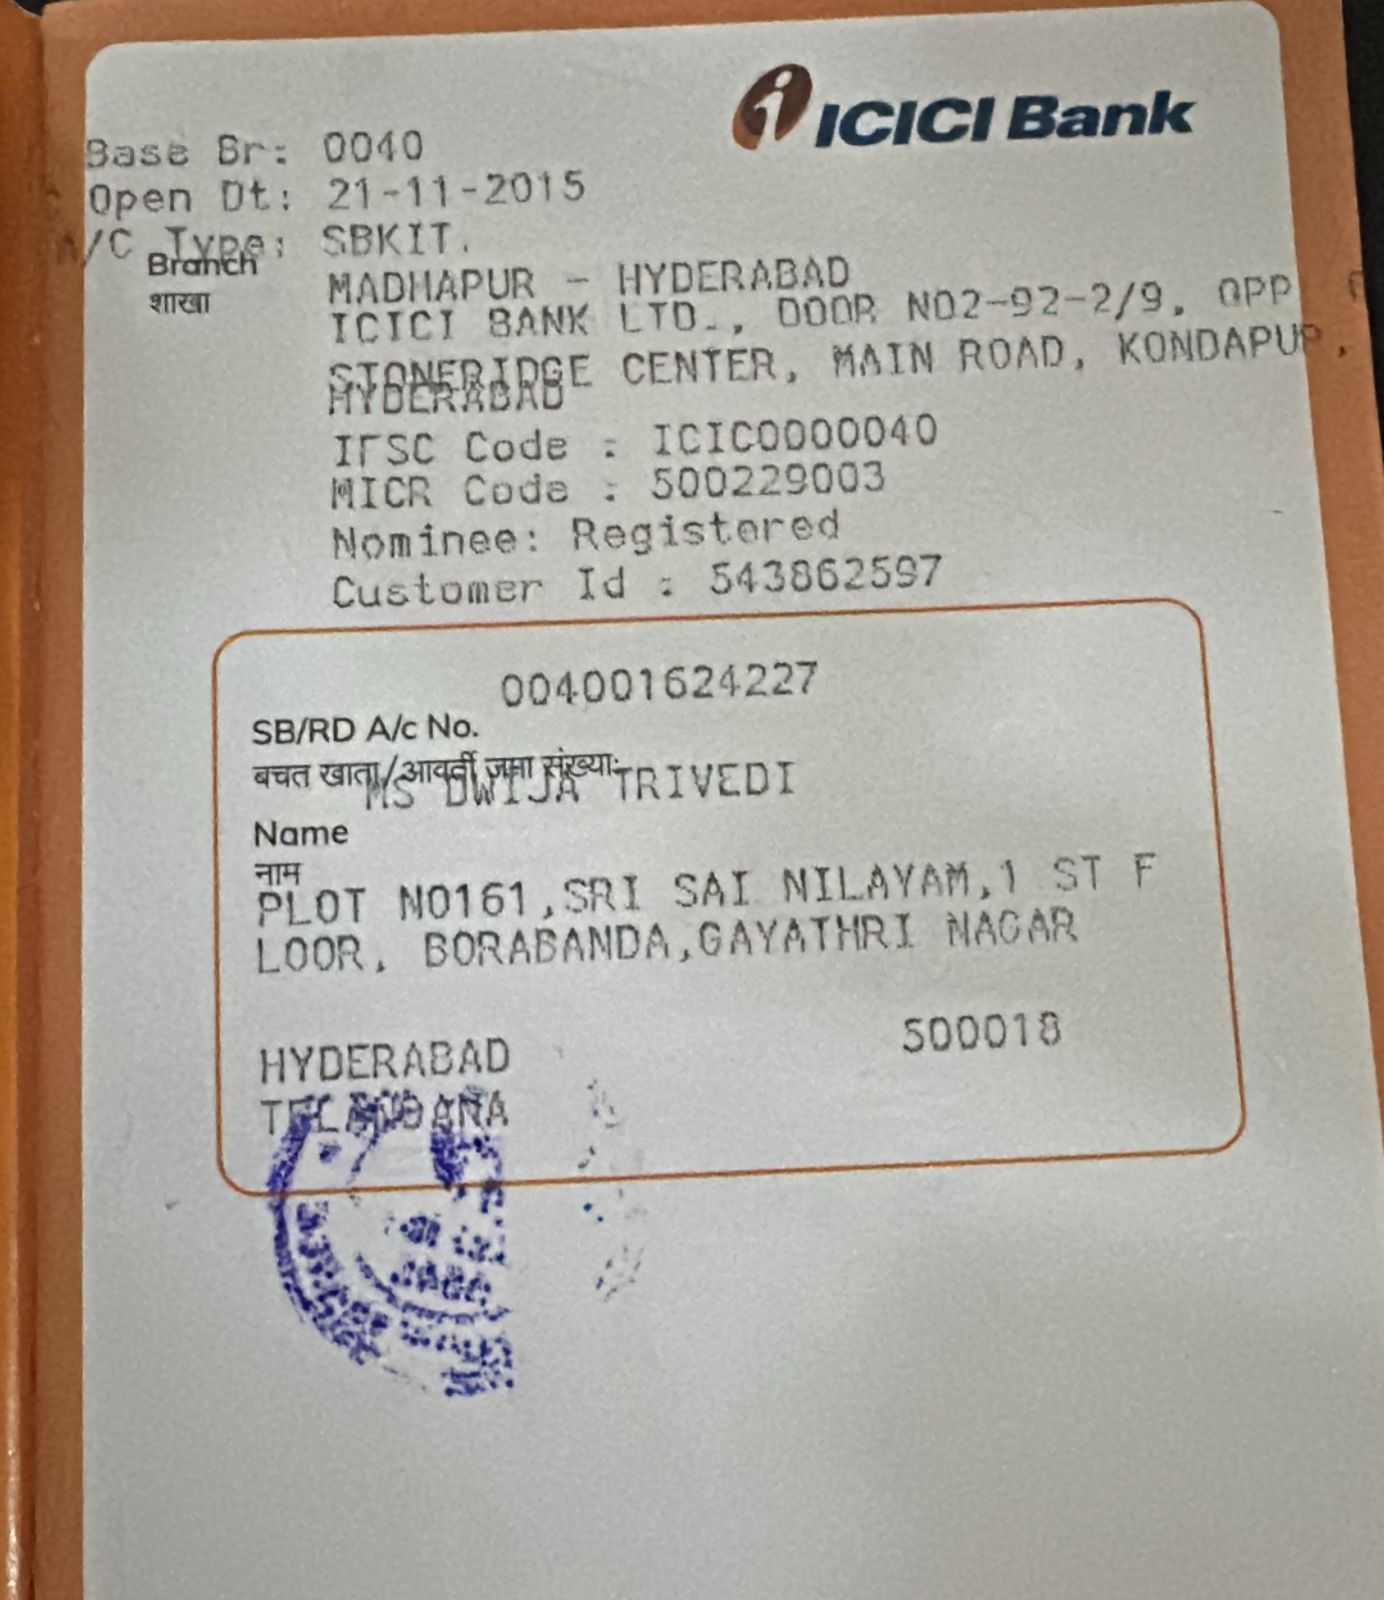 ICICI Bank
Base Br: 0040
Open Dt: 21-11-2015
A/C Type: SBKIT.
Branch
शाखा
MADHAPUR - HYDERABAD
ICICI BANK LTD., DOOR NO2-92-2/9, OPP
STONERIDGE CENTER, MAIN ROAD, KONDAPUR,
HYDERABAD
IFSC Code : ICIC0000040
MICR Code : 500229003
Nominee: Registered
Customer Id : 543862597
004001624227
SB/RD A/c No.
बचत खाता/आवर्ती जमा संख्या:
MS DWIJA TRIVEDI
Name
नाम
PLOT NO161,SRI SAI NILAYAM,1 ST F
LOOR, BORABANDA,GAYATHRI NAGAR
HYDERABAD 500018
TELANGANA